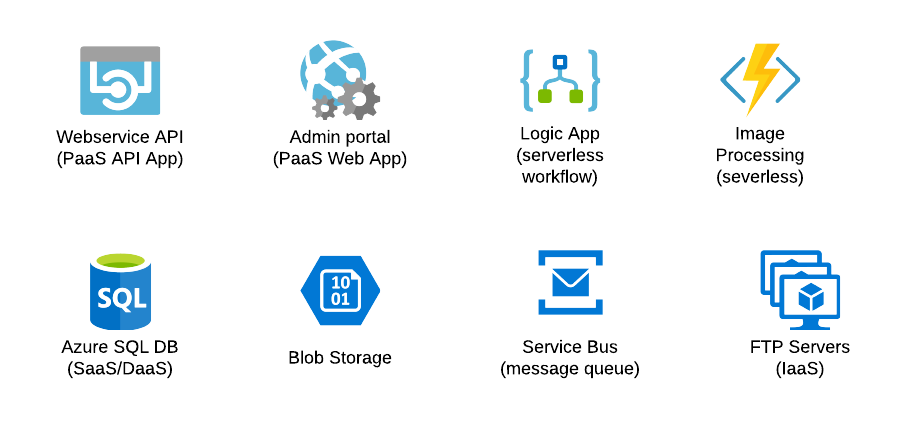 Webservice API
(PaaS API App)
Admin portal
(PaaS Web App)
Logic App
(serverless
workflow)
Image
Processing
(severless)
SQL
Azure SQL DB
(SaaS/DaaS)
10
01
Blob Storage
Service Bus
(message queue)
FTP Servers
(IaaS)